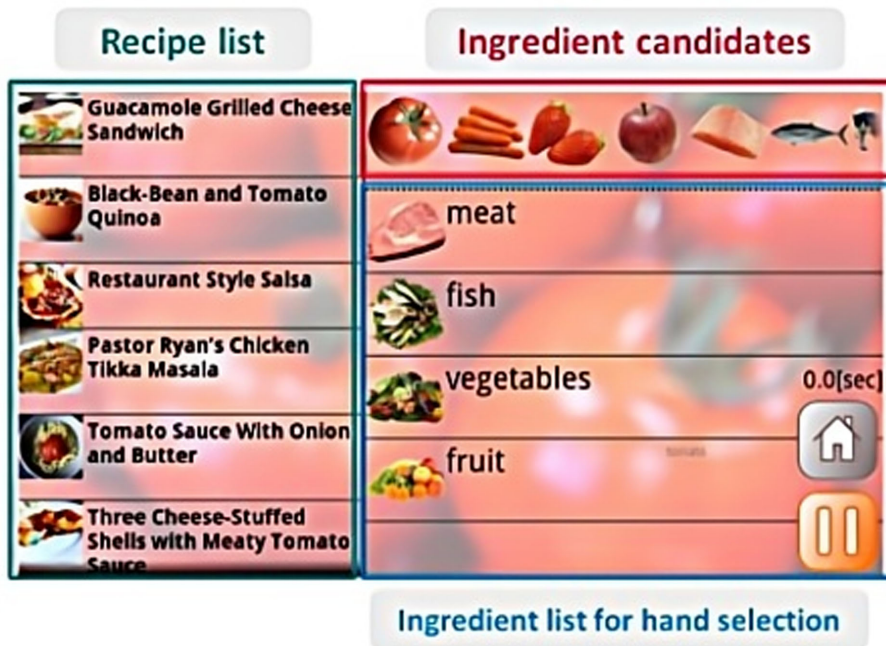 Recipe list
Ingredient candidates
Guacamole Grilled Cheese
Sandwich
Black-Bean and Tomato
Quinoa
Restaurant Style Salsa
Pastor Ryan's Chicken
Tikka Masala
Tomato Sauce With Onion
and Butter
Three Cheese-Stuffed
Shells with Meaty Tomato
Sauce
meat
fish
vegetables
0.0[sec]
fruit
tomato
Ingredient list for hand selection